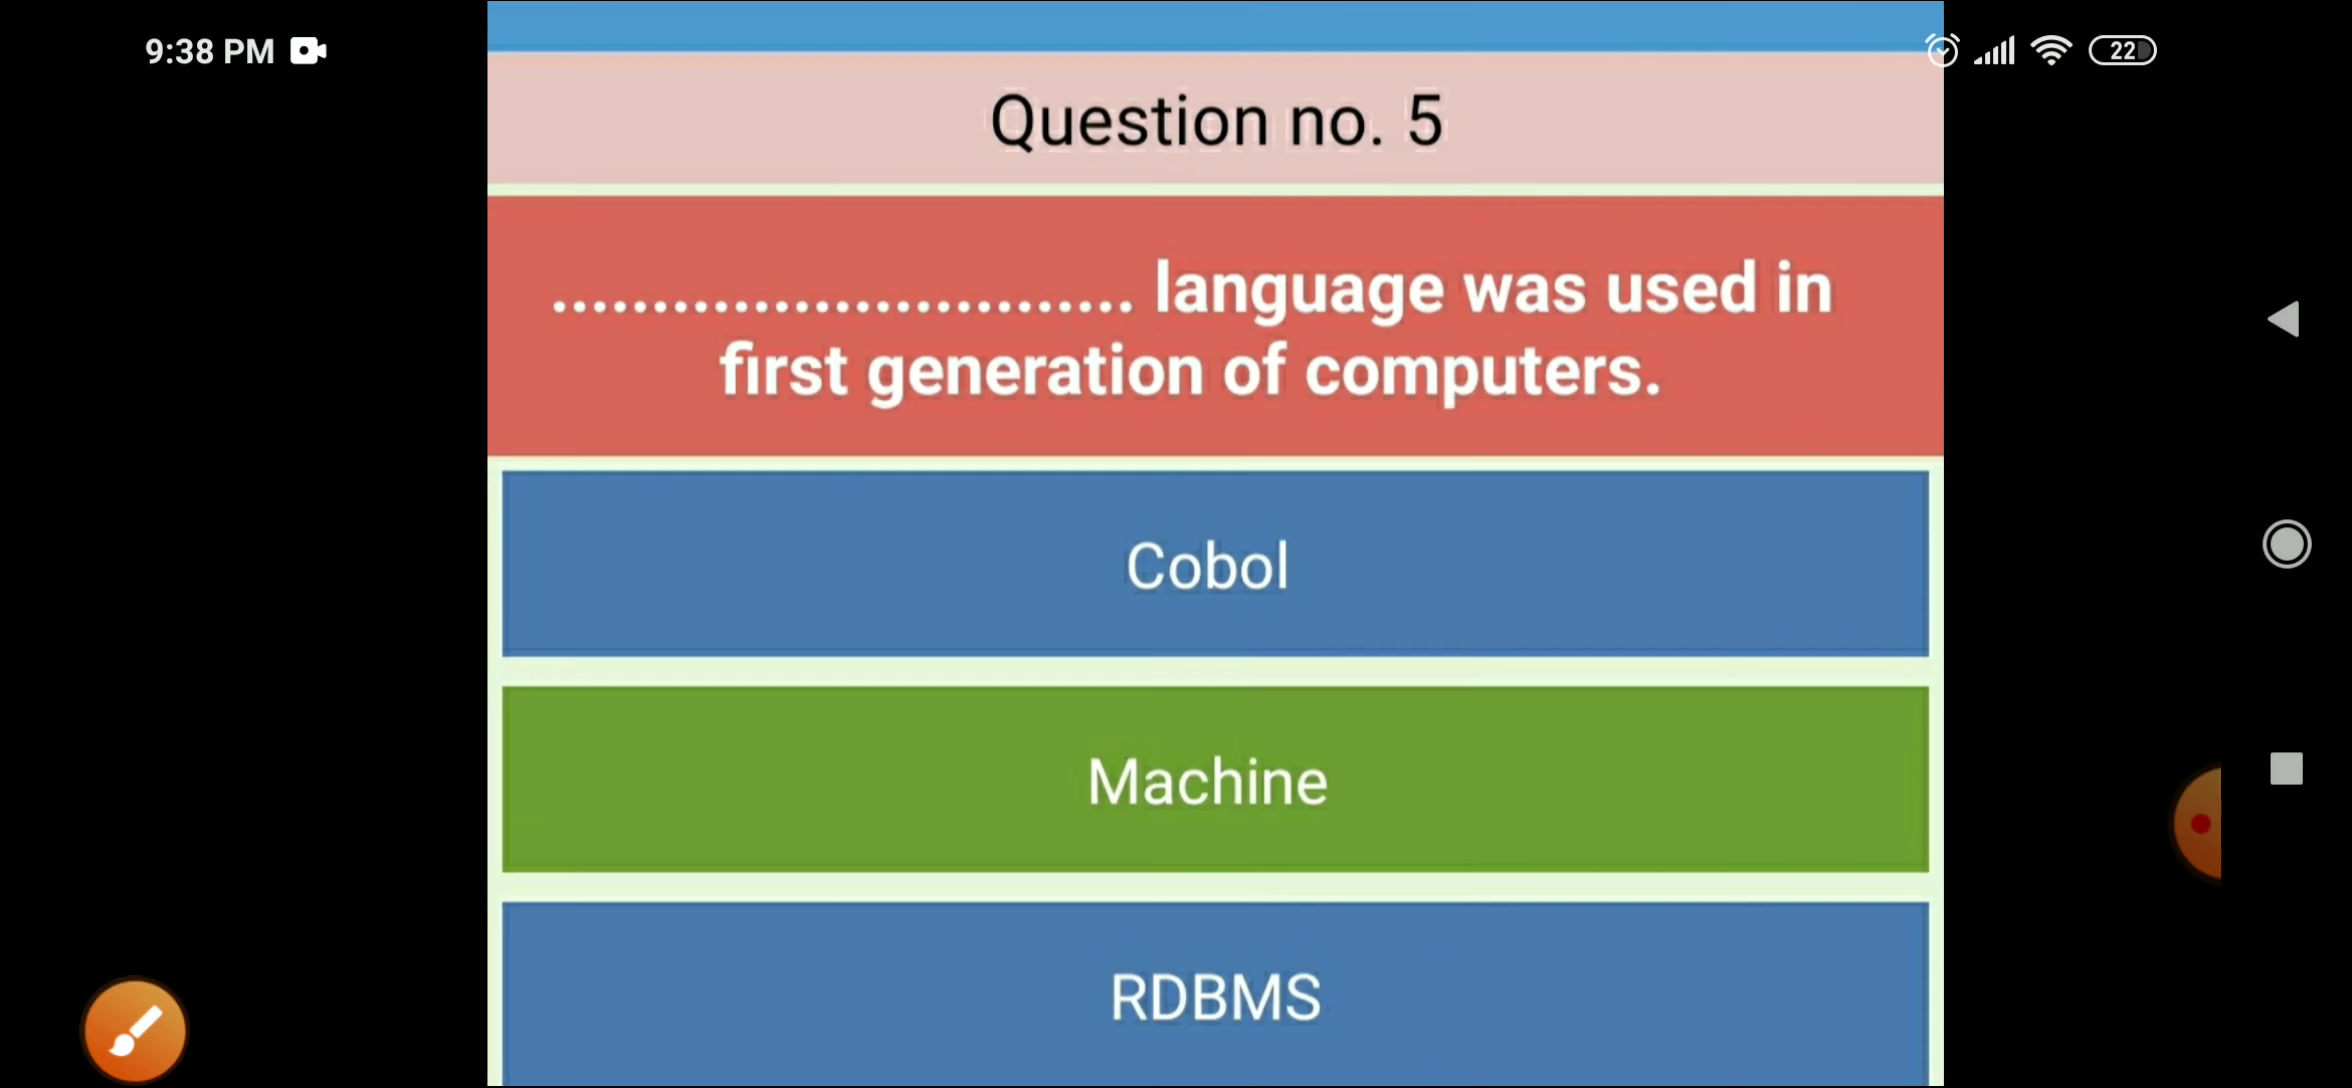 9:38 PM
22
Question no. 5
............................. language was used in
first generation of computers.
Cobol
Machine
RDBMS